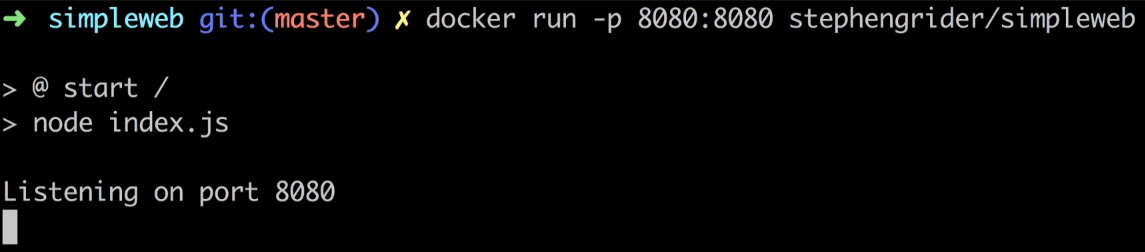 ➜  simpleweb git:(master) ✗ docker run -p 8080:8080 stephengrider/simpleweb
> @ start /
> node index.js
Listening on port 8080